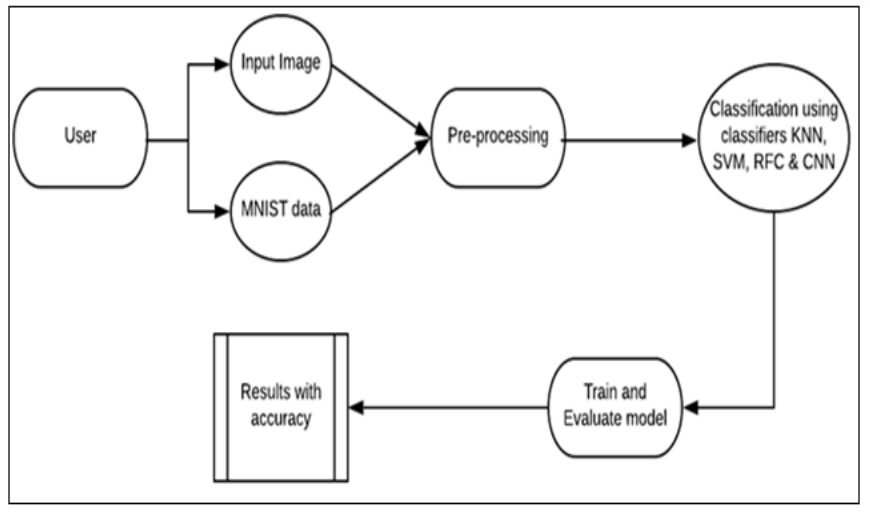 User
Input Image
MNIST data
Pre-processing
Classification using
classifiers KNN,
SVM, RFC & CNN
Train and
Evaluate model
Results with
accuracy